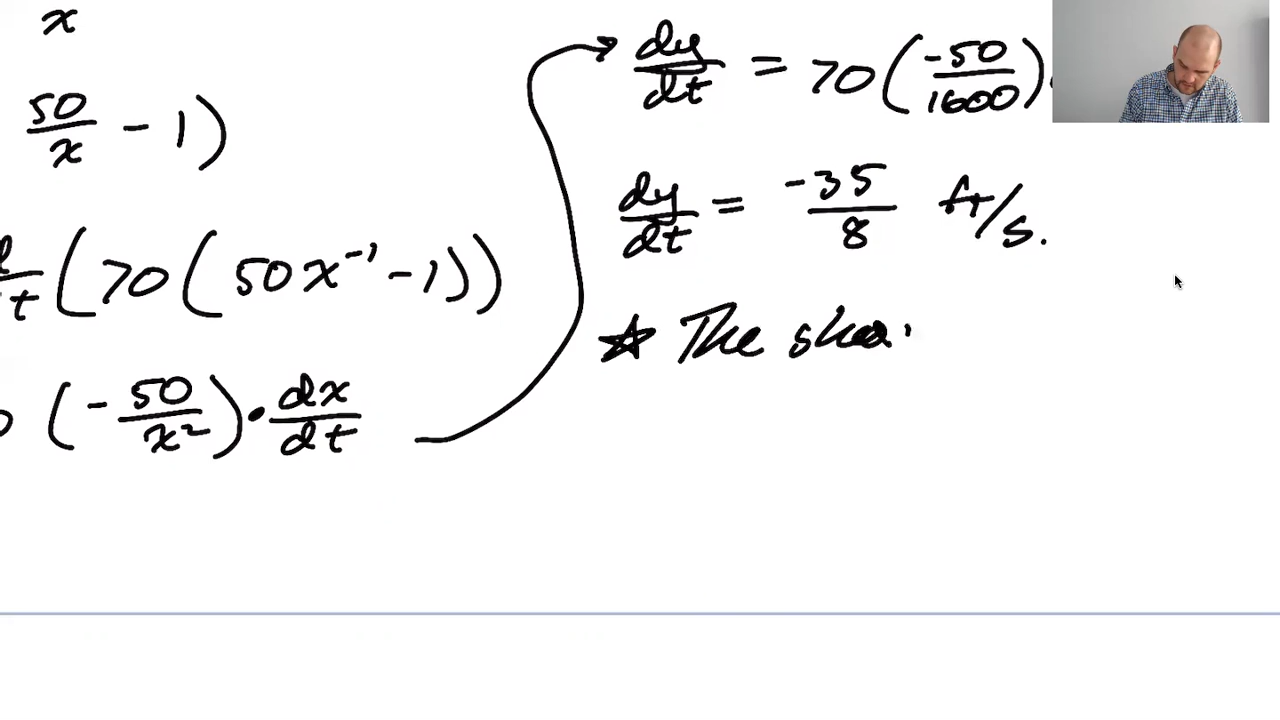 x
50/x - 1)
d/dt (70 (50x⁻¹ - 1))
(- 50/x²) • dx/dt
dy/dt = 70 (-50/1600)
dy/dt = -35/8 ft/s.
☆ The